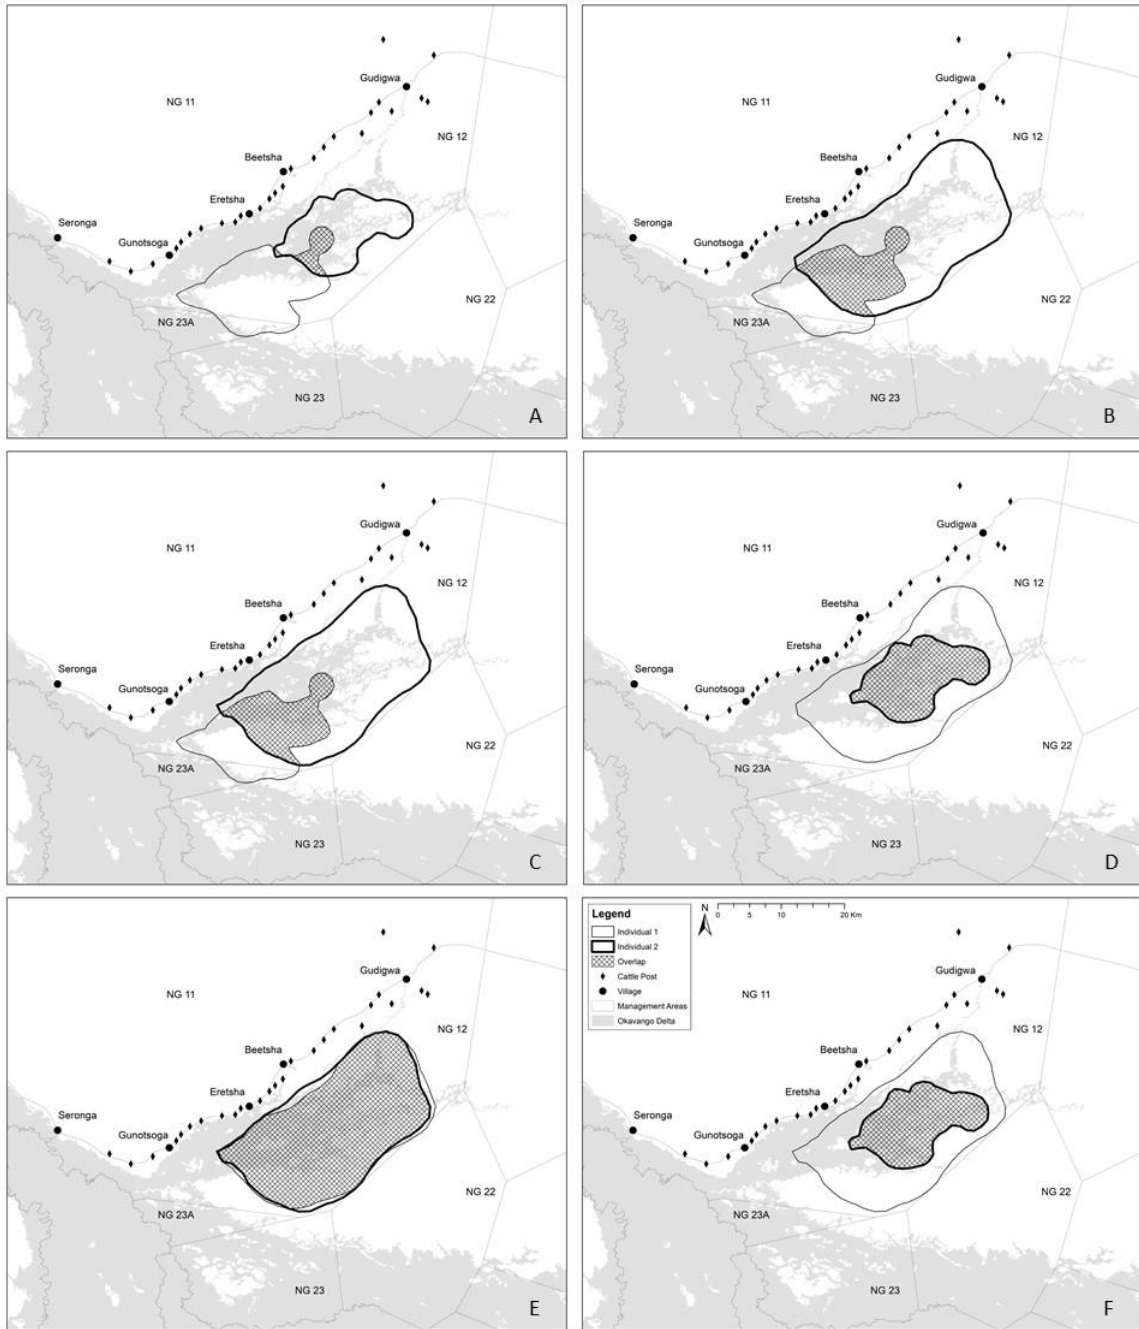 Gudigwa
NG 11
NG 12
Beetsha
Eretsha
Seronga
Gunotsoga
NG 22
NG 23A
NG 23
A
Gudigwa
NG 11
NG 12
Beetsha
Eretsha
Seronga
Gunotsoga
NG 22
NG 23A
NG 23
B
Gudigwa
NG 11
NG 12
Beetsha
Eretsha
Seronga
Gunotsoga
NG 22
NG 23A
NG 23
C
Gudigwa
NG 11
NG 12
Beetsha
Eretsha
Seronga
Gunotsoga
NG 22
NG 23A
NG 23
D
Gudigwa
NG 11
NG 12
Beetsha
Eretsha
Seronga
Gunotsoga
NG 22
NG 23A
NG 23
E
Legend
Individual 1
Individual 2
Overlap
Cattle Post
Village
Management Areas
Okavango Delta
N
0 5 10 20 Km
Gudigwa
NG 11
NG 12
Beetsha
Eretsha
Seronga
Gunotsoga
NG 22
NG 23A
NG 23
F